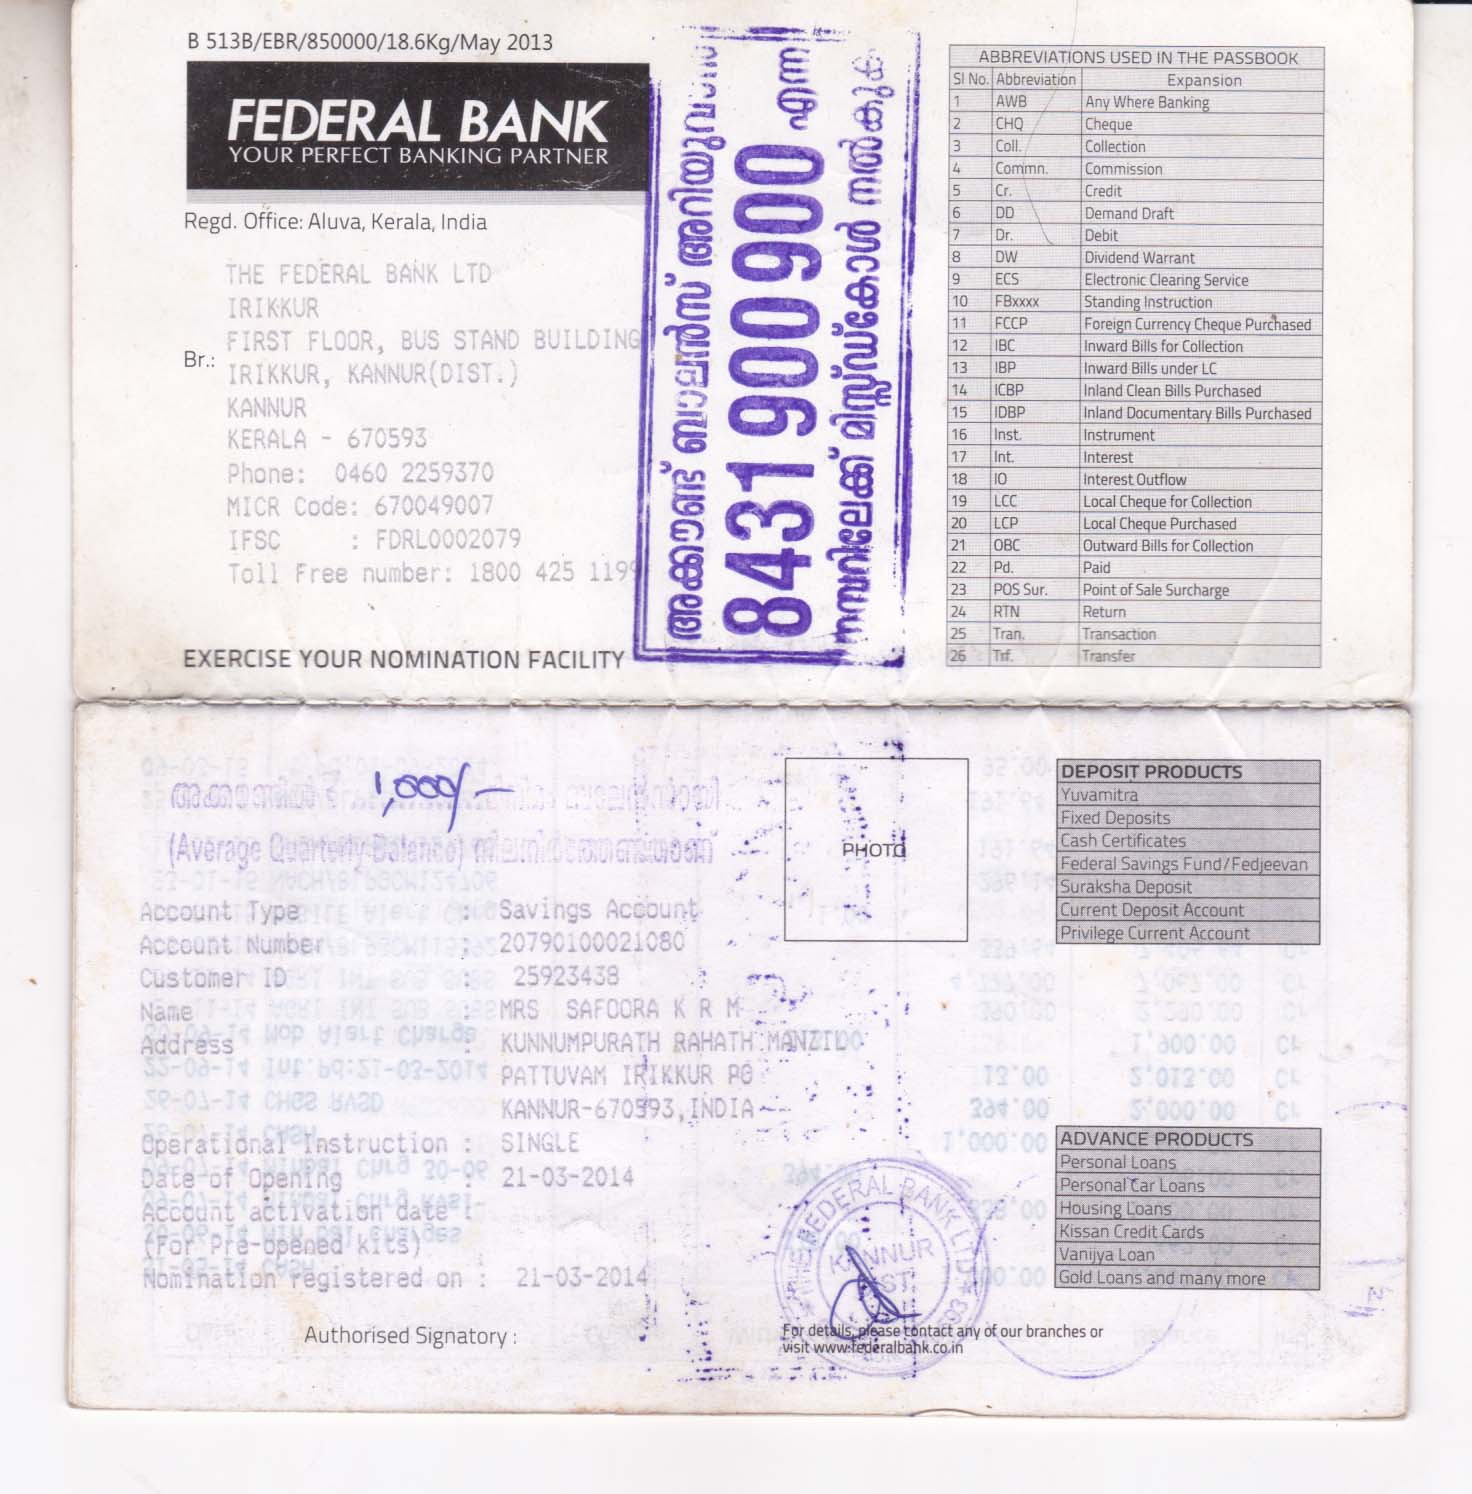 B 513B/EBR/850000/18.6Kg/May 2013
FEDERAL BANK
YOUR PERFECT BANKING PARTNER
Regd. Office: Aluva, Kerala, India
THE FEDERAL BANK LTD
IRIKKUR
FIRST FLOOR, BUS STAND BUILDING
Br.: IRIKKUR, KANNUR(DIST.)
KANNUR
KERALA - 670593
Phone: 0460 2259370
MICR Code: 670049007
IFSC : FDRL0002079
Toll Free number: 1800 425 1199
EXERCISE YOUR NOMINATION FACILITY
അക്കൗണ്ട് ബാലൻസ് അറിയുവാൻ
8431 900 900 എന്ന
നമ്പറിലേക്ക് മിസ്സ്ഡ്കോൾ നൽകുക
ABBREVIATIONS USED IN THE PASSBOOK
Sl No. Abbreviation Expansion
1 AWB Any Where Banking
2 CHQ Cheque
3 Coll. Collection
4 Commn. Commission
5 Cr. Credit
6 DD Demand Draft
7 Dr. Debit
8 DW Dividend Warrant
9 ECS Electronic Clearing Service
10 FBxxxx Standing Instruction
11 FCCP Foreign Currency Cheque Purchased
12 IBC Inward Bills for Collection
13 IBP Inward Bills under LC
14 ICBP Inland Clean Bills Purchased
15 IDBP Inland Documentary Bills Purchased
16 Inst. Instrument
17 Int. Interest
18 IO Interest Outflow
19 LCC Local Cheque for Collection
20 LCP Local Cheque Purchased
21 OBC Outward Bills for Collection
22 Pd. Paid
23 POS Sur. Point of Sale Surcharge
24 RTN Return
25 Tran. Transaction
26 Trf. Transfer
1,000/-
(Average Quarterly Balance)
Account Type : Savings Account
Account Number : 20790100021080
Customer ID : 25923438
Name : MRS SAFOORA K R M
Address : KUNNUMPURATH RAHATH MANZIL
PATTUVAM IRIKKUR PO
KANNUR-670593, INDIA
Operational Instruction : SINGLE
Date of Opening : 21-03-2014
Account activation date :
(For Pre-opened kits)
Nomination registered on : 21-03-2014
Authorised Signatory :
PHOTO
THE FEDERAL BANK LTD
KANNUR
DIST.
For details, please contact any of our branches or
visit www.federalbank.co.in
DEPOSIT PRODUCTS
Yuvamitra
Fixed Deposits
Cash Certificates
Federal Savings Fund/Fedjeevan
Suraksha Deposit
Current Deposit Account
Privilege Current Account
ADVANCE PRODUCTS
Personal Loans
Personal Car Loans
Housing Loans
Kissan Credit Cards
Vanijya Loan
Gold Loans and many more